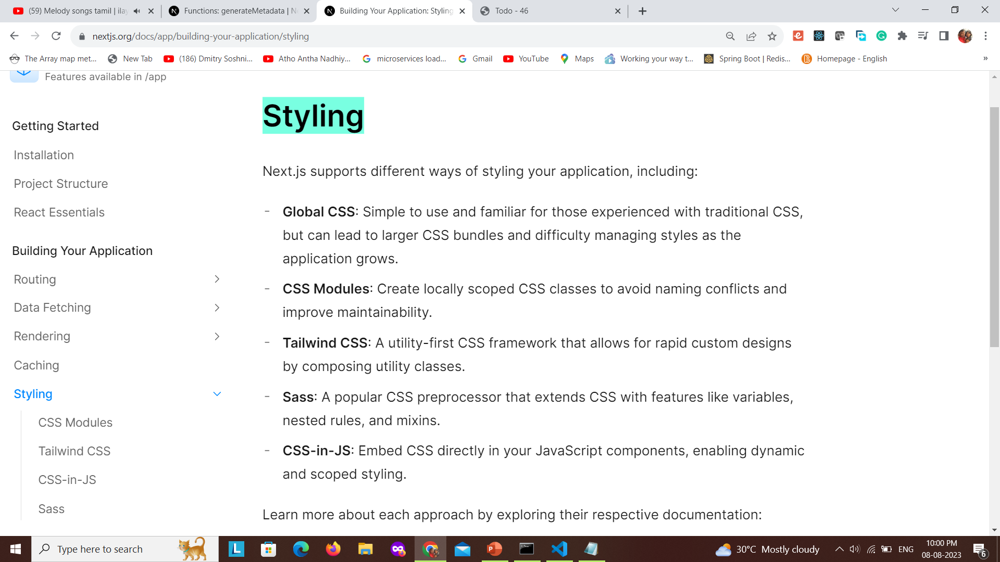 (59) Melody songs tamil | ila
Functions: generateMetadata | N
Building Your Application: Styling
Todo - 46
nextjs.org/docs/app/building-your-application/styling
The Array map met...
New Tab
(186) Dmitry Soshni...
Atho Antha Nadhiy...
microservices load...
Gmail
YouTube
Maps
Working your way t...
Spring Boot | Redis...
Homepage - English
»
Features available in /app
Getting Started
Installation
Project Structure
React Essentials
Building Your Application
Routing
Data Fetching
Rendering
Caching
Styling
CSS Modules
Tailwind CSS
CSS-in-JS
Sass
Styling
Next.js supports different ways of styling your application, including:
- Global CSS: Simple to use and familiar for those experienced with traditional CSS,
but can lead to larger CSS bundles and difficulty managing styles as the
application grows.
- CSS Modules: Create locally scoped CSS classes to avoid naming conflicts and
improve maintainability.
- Tailwind CSS: A utility-first CSS framework that allows for rapid custom designs
by composing utility classes.
- Sass: A popular CSS preprocessor that extends CSS with features like variables,
nested rules, and mixins.
- CSS-in-JS: Embed CSS directly in your JavaScript components, enabling dynamic
and scoped styling.
Learn more about each approach by exploring their respective documentation:
Type here to search
30°C Mostly cloudy
ENG
10:00 PM
08-08-2023
6